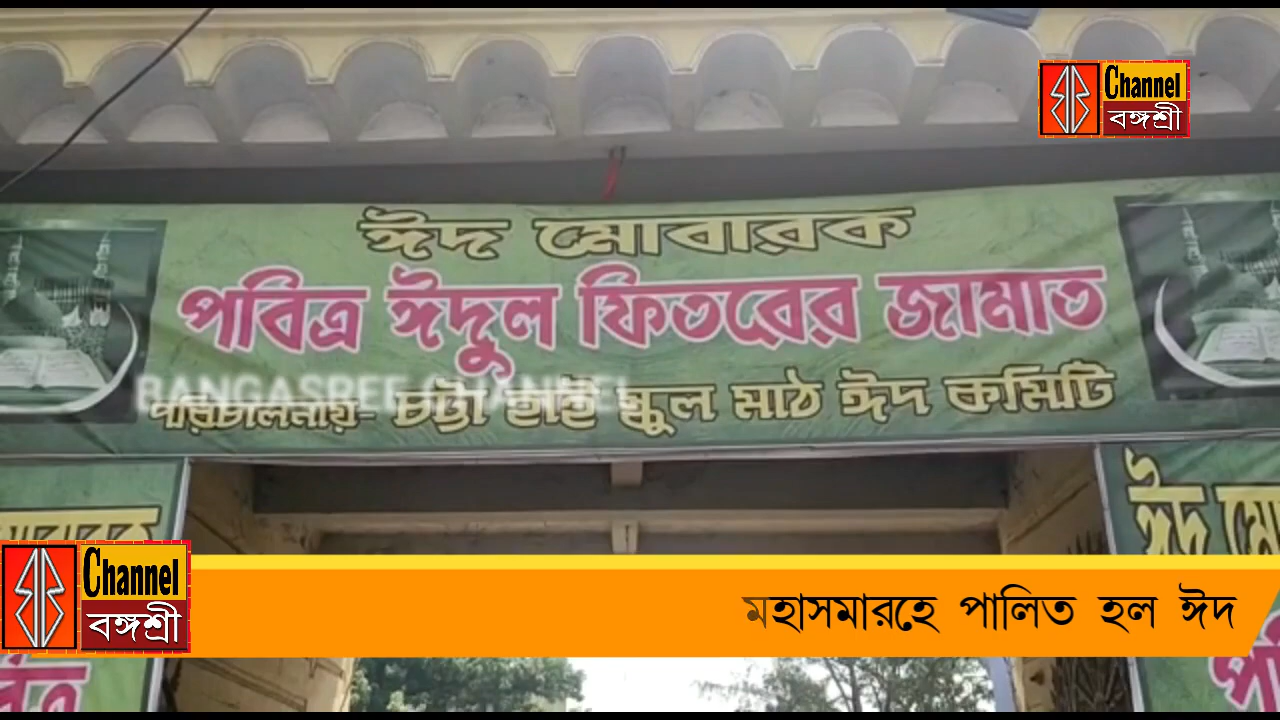 Channel
বঙ্গশ্রী
ঈদ মোবারক
পবিত্র ঈদুল ফিতরের জামাত
BANGASREE CHANNEL
পরিচালনায়- চট্টা হাই স্কুল মাঠ ঈদ কমিটি
ঈদ মো
Channel
বঙ্গশ্রী
মহাসমারহে পালিত হল ঈদ